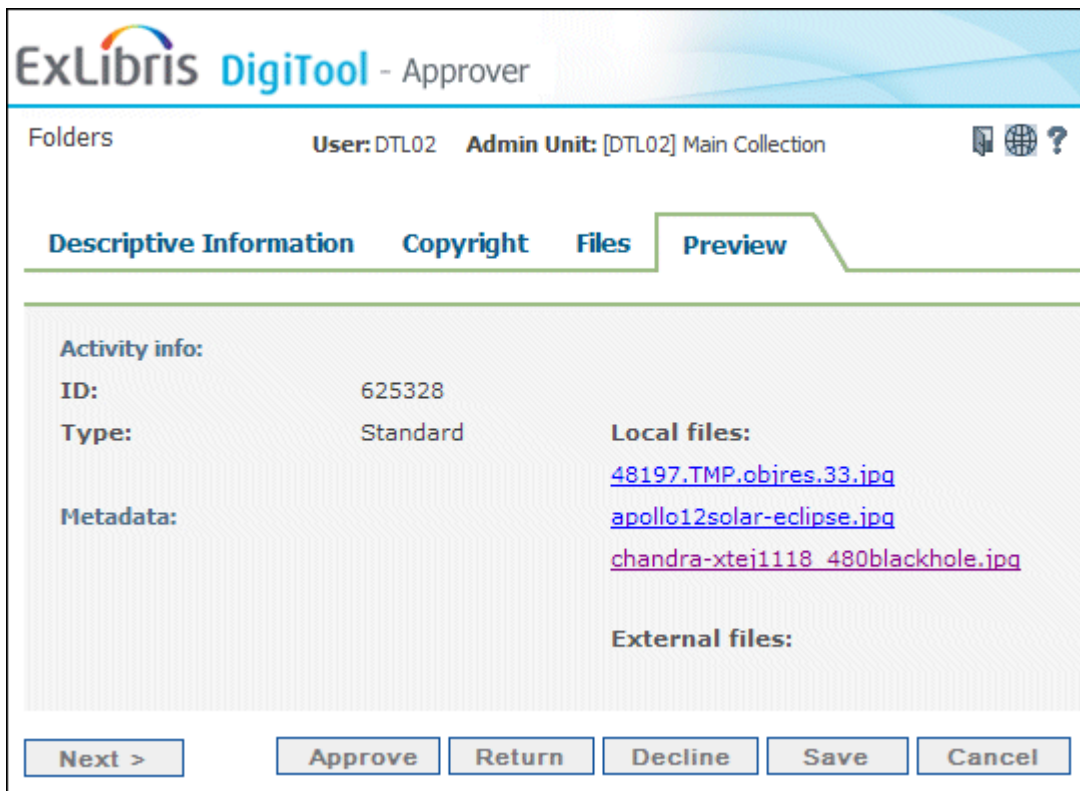 ExLibris DigiTool - Approver
Folders User: DTL02 Admin Unit: [DTL02] Main Collection ?
Descriptive Information Copyright Files Preview
Activity info:
ID: 625328
Type: Standard Local files:
48197.TMP.objres.33.jpg
Metadata: apollo12solar-eclipse.jpg
chandra-xtej1118_480blackhole.jpg
External files:
Next > Approve Return Decline Save Cancel